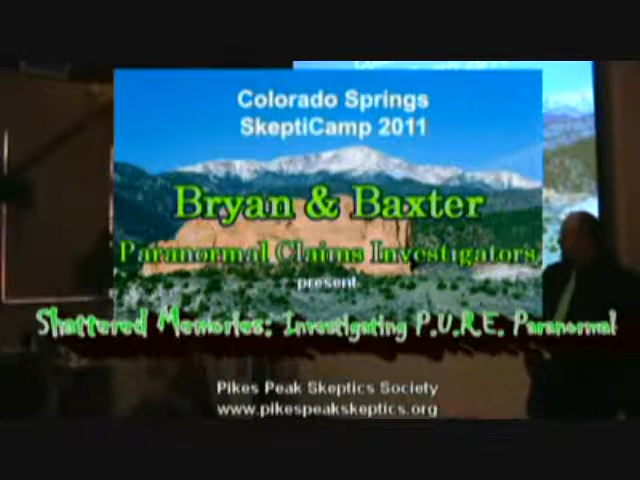 Colorado Springs
SkeptiCamp 2011
Bryan & Baxter
Paranormal Claims Investigators
present
Shattered Memories: Investigating P.U.R.E. Paranormal
Pikes Peak Skeptics Society
www.pikespeakskeptics.org